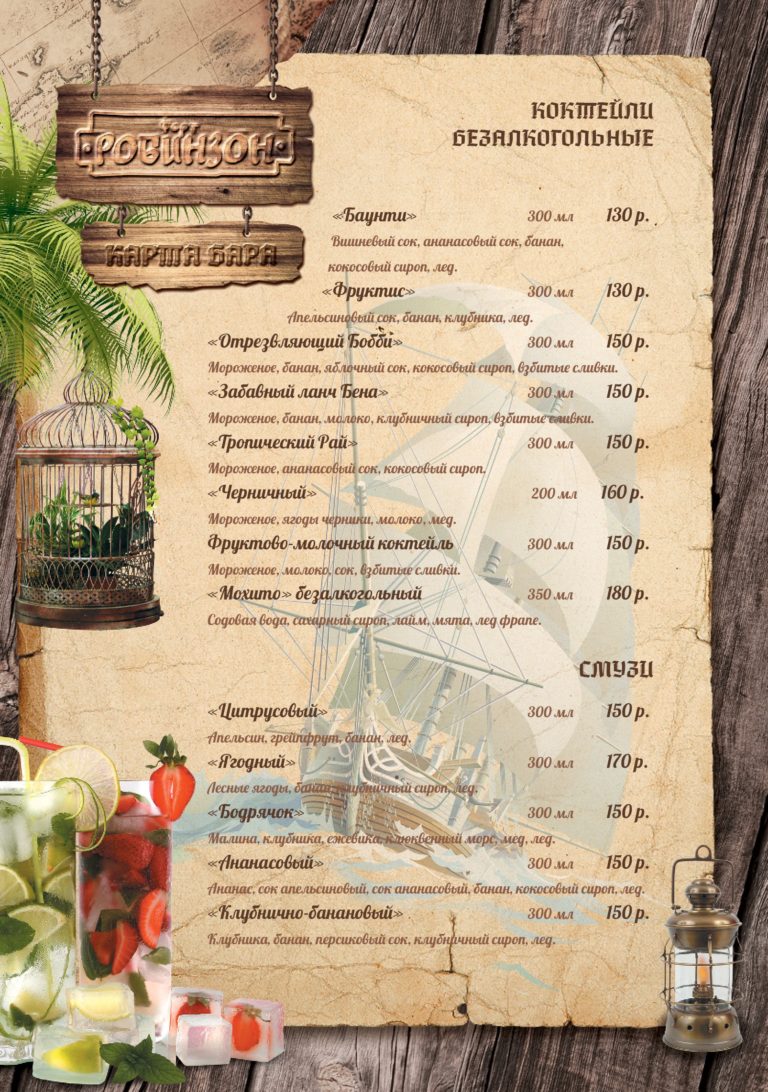 РОБИНЗОН
КАРТА БАРА
КОКТЕЙЛИ
БЕЗАЛКОГОЛЬНЫЕ
«Баунти» 300 мл 130 р.
Вишневый сок, ананасовый сок, банан,
кокосовый сироп, лед.
«Фруктис» 300 мл 130 р.
Апельсиновый сок, банан, клубника, лед.
«Отрезвляющий Бобби» 300 мл 150 р.
Мороженое, банан, яблочный сок, кокосовый сироп, взбитые сливки.
«Забавный ланч Бена» 300 мл 150 р.
Мороженое, банан, молоко, клубничный сироп, взбитые сливки.
«Тропический Рай» 300 мл 150 р.
Мороженое, ананасовый сок, кокосовый сироп.
«Черничный» 200 мл 160 р.
Мороженое, ягоды черники, молоко, мед.
Фруктово-молочный коктейль 300 мл 150 р.
Мороженое, молоко, сок, взбитые сливки.
«Мохито» безалкогольный 350 мл 180 р.
Содовая вода, сахарный сироп, лайм, мята, лед фрапе.
СМУЗИ
«Цитрусовый» 300 мл 150 р.
Апельсин, грейпфрут, банан, лед.
«Ягодный» 300 мл 170 р.
Лесные ягоды, банан, клубничный сироп, лед.
«Бодрячок» 300 мл 150 р.
Малина, клубника, ежевика, клюквенный морс, мед, лед.
«Ананасовый» 300 мл 150 р.
Ананас, сок апельсиновый, сок ананасовый, банан, кокосовый сироп, лед.
«Клубнично-банановый» 300 мл 150 р.
Клубника, банан, персиковый сок, клубничный сироп, лед.